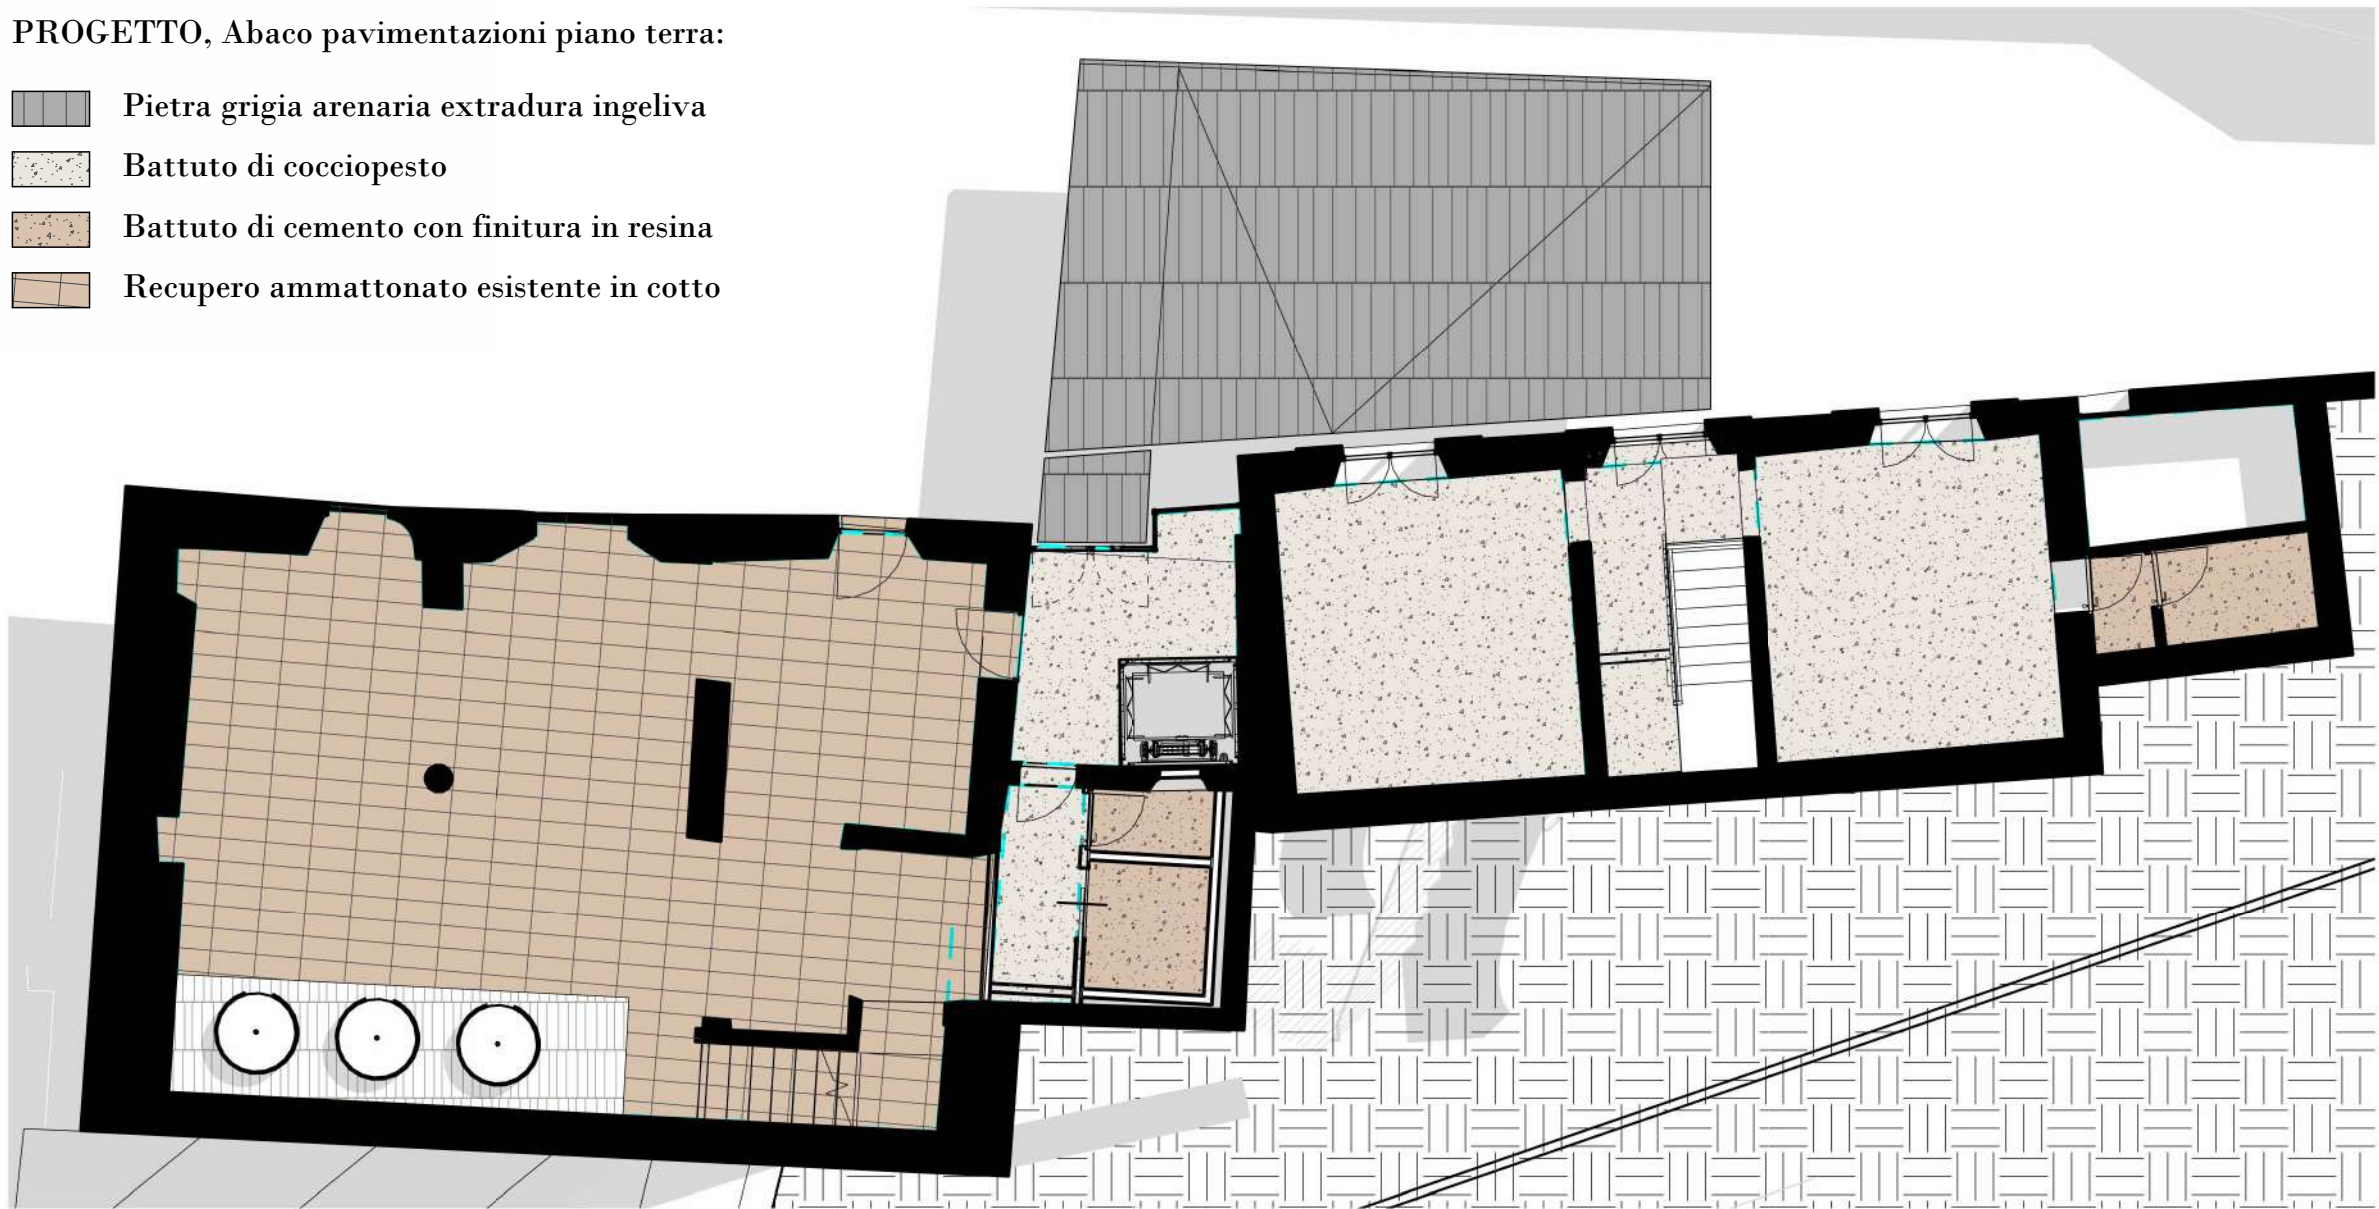 PROGETTO, Abaco pavimentazioni piano terra:
Pietra grigia arenaria extradura ingeliva
Battuto di cocciopesto
Battuto di cemento con finitura in resina
Recupero ammattonato esistente in cotto